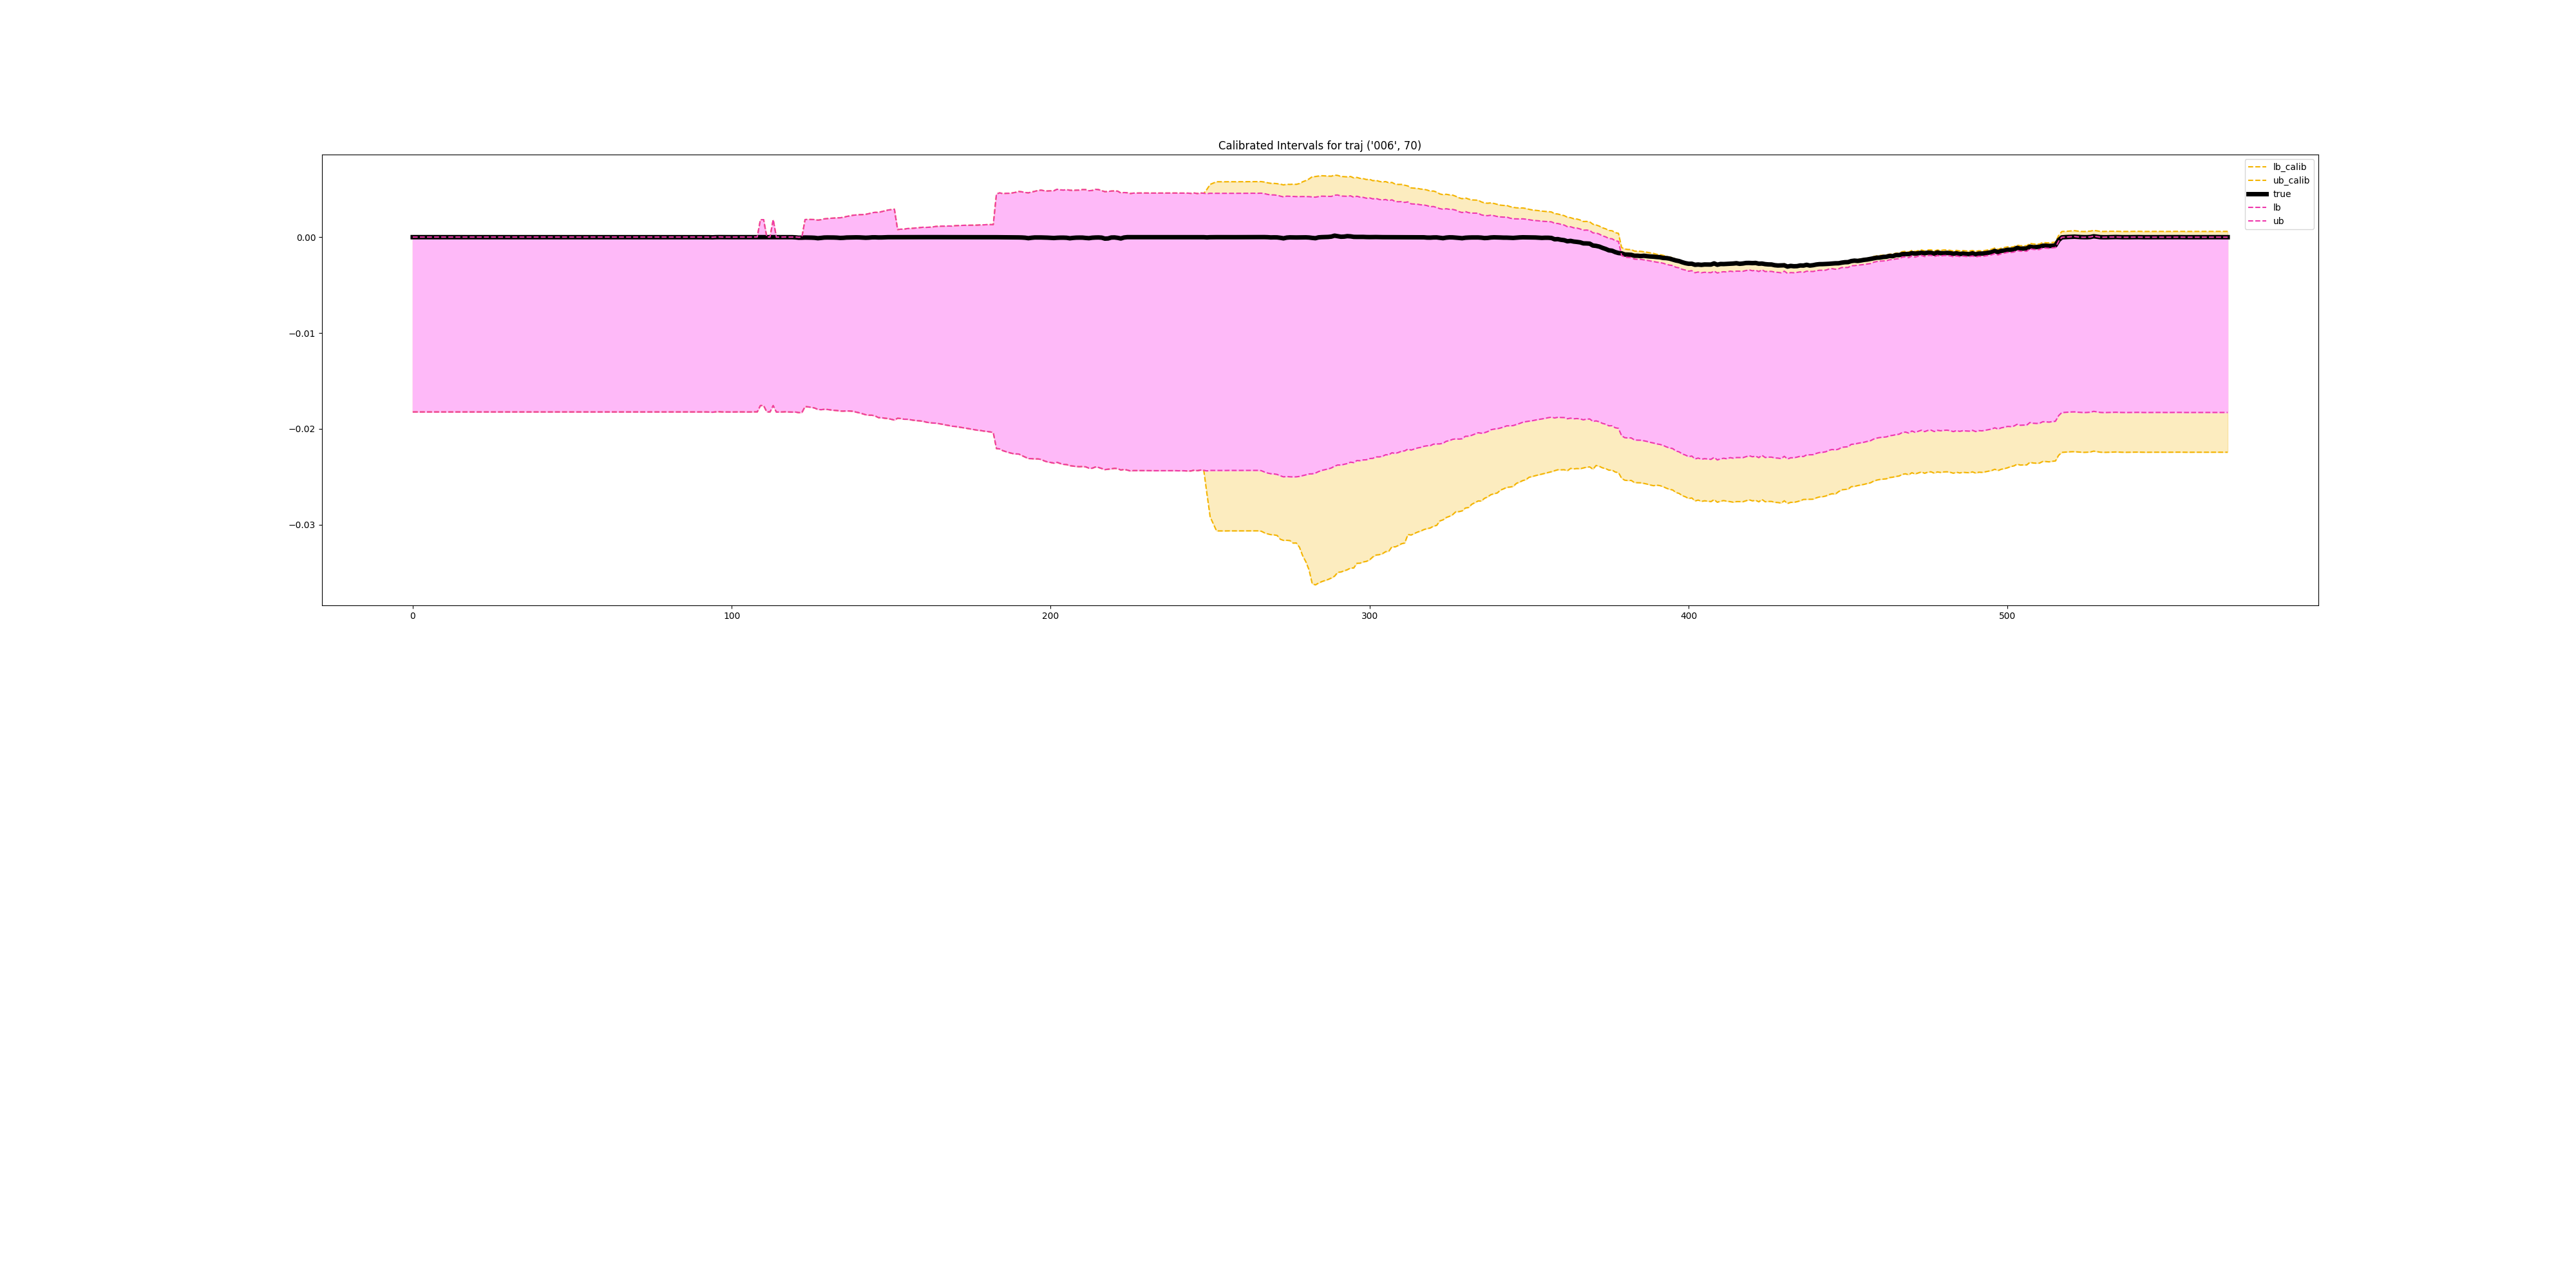 Calibrated Intervals for traj ('006', 70)
lb_calib
ub_calib
true
lb
ub
0.00
−0.01
−0.02
−0.03
0 100 200 300 400 500